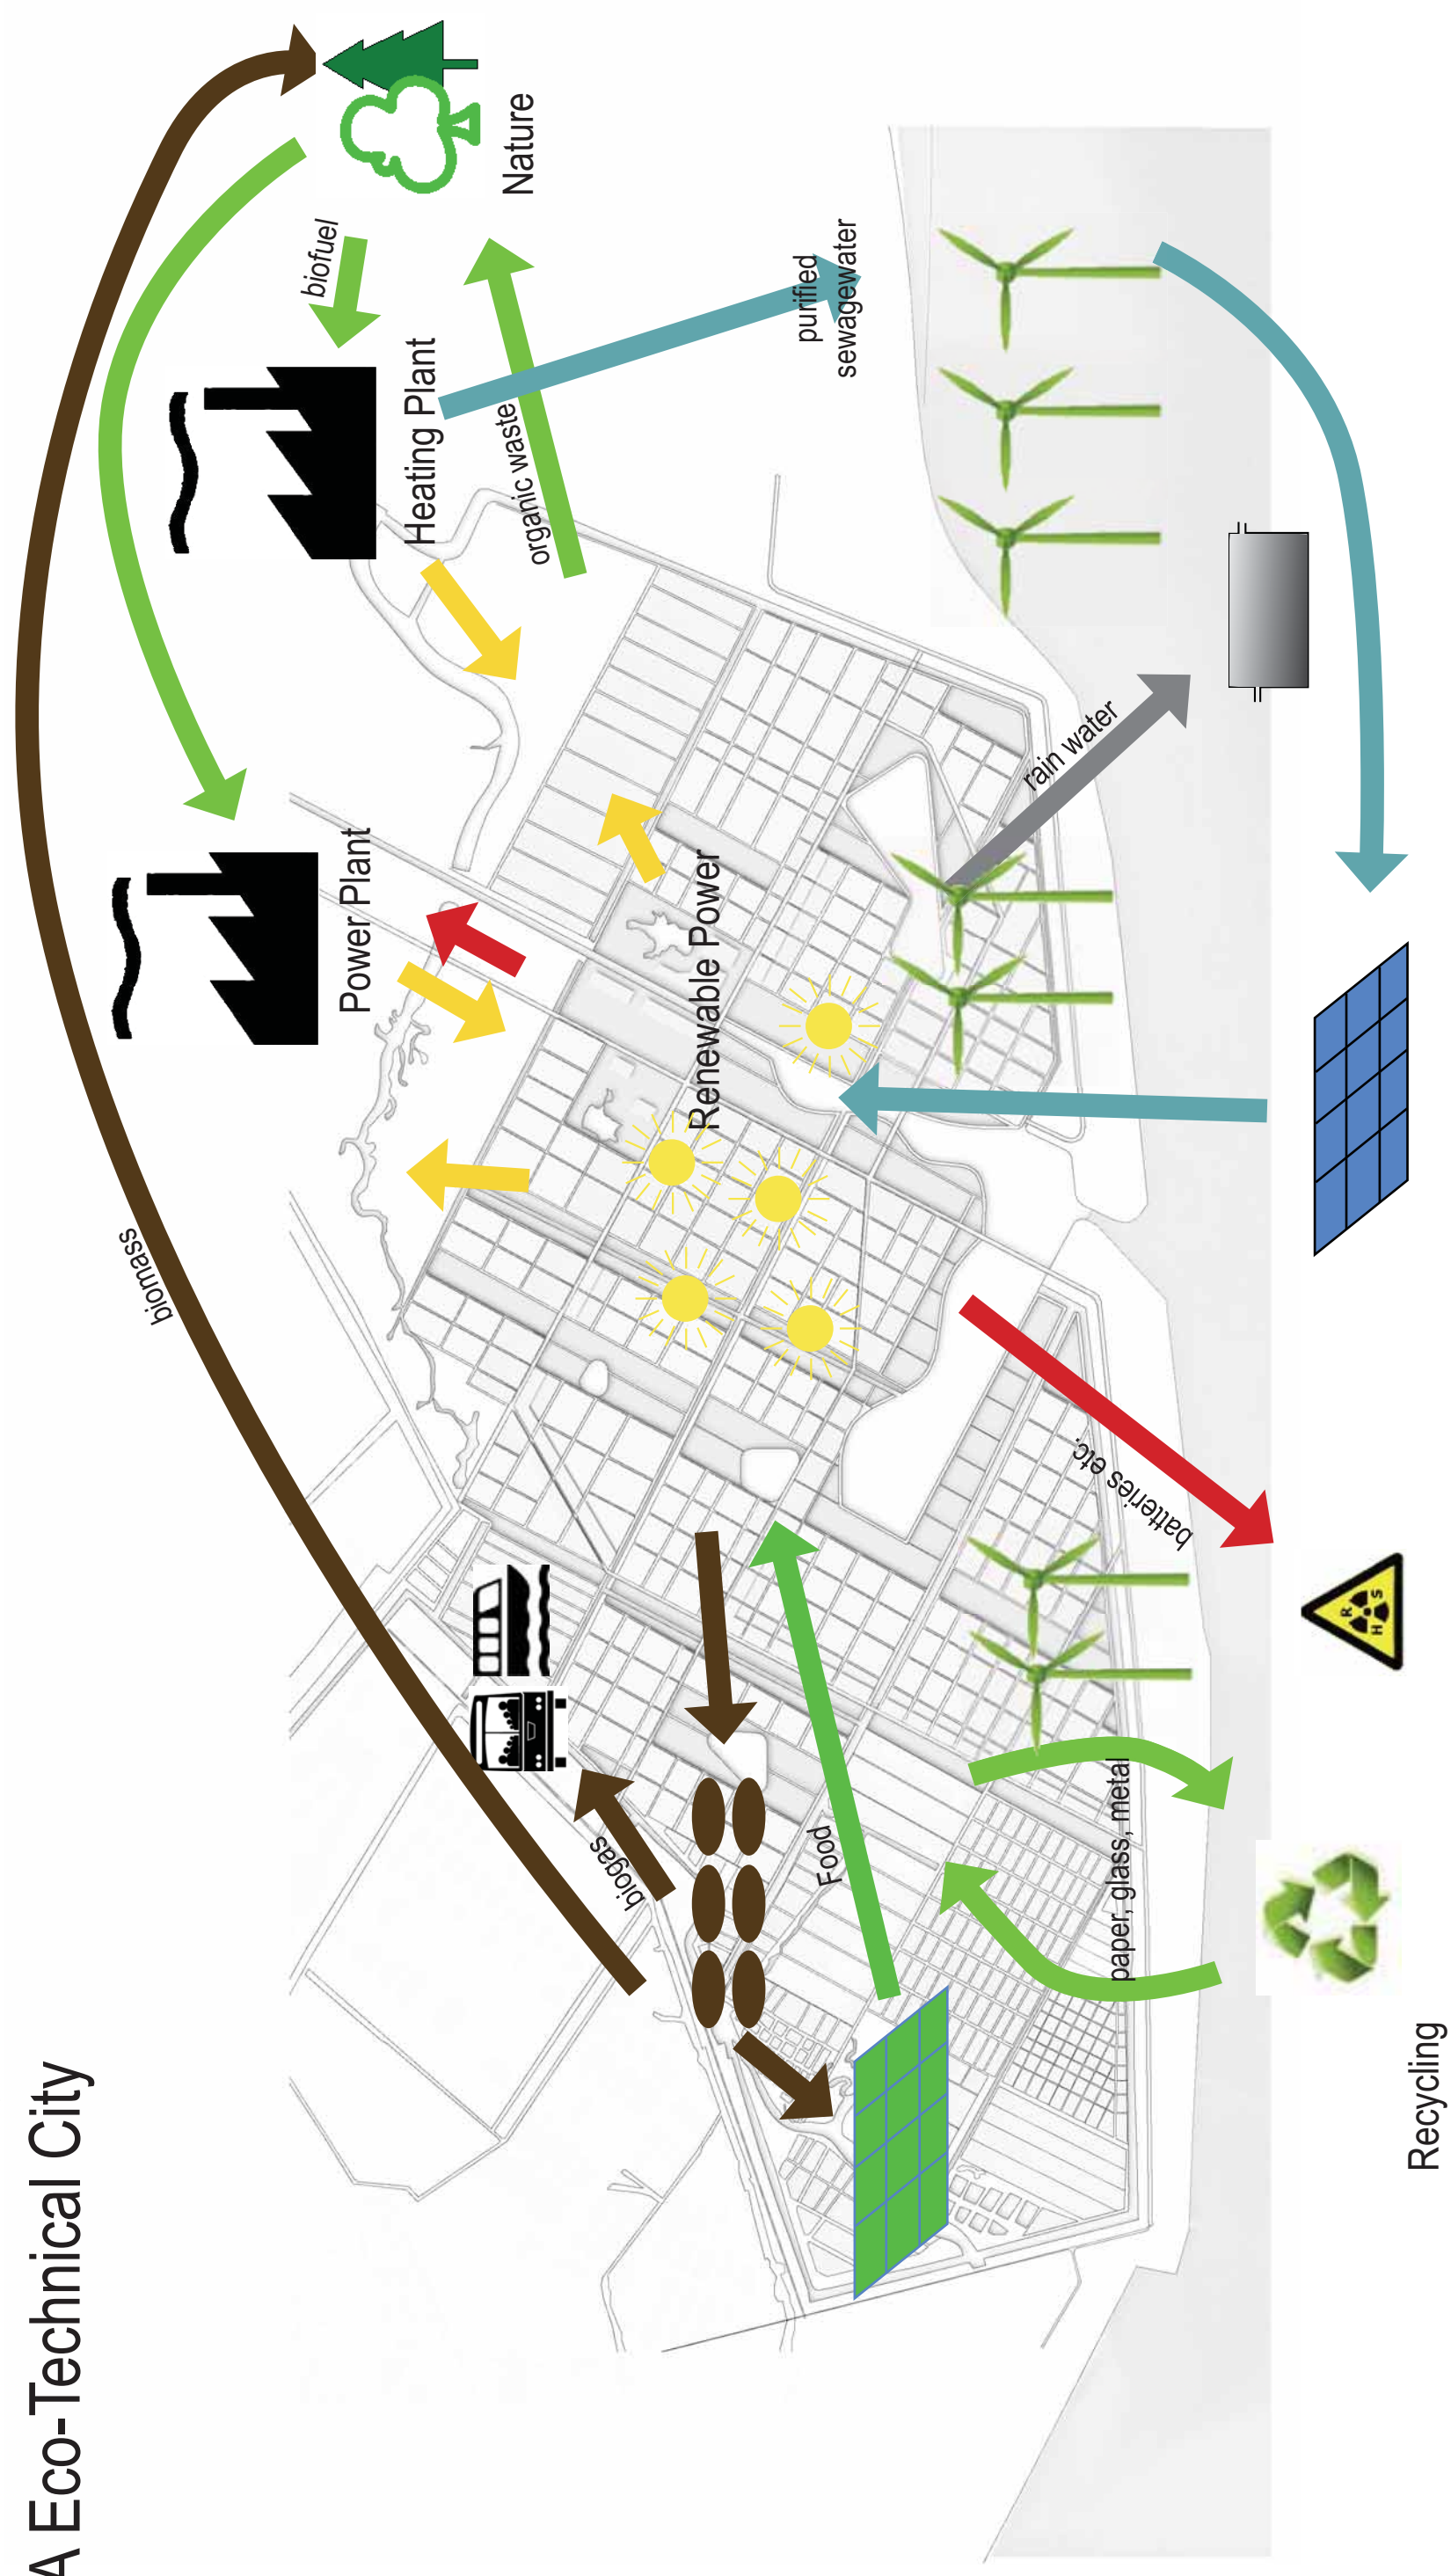 A Eco-Technical City
biomass
Power Plant
biofuel
Heating Plant
Nature
organic waste
biogas
Renewable Power
Food
purified
sewagewater
rain water
batteries etc.
paper, glass, metal
H R S
Recycling